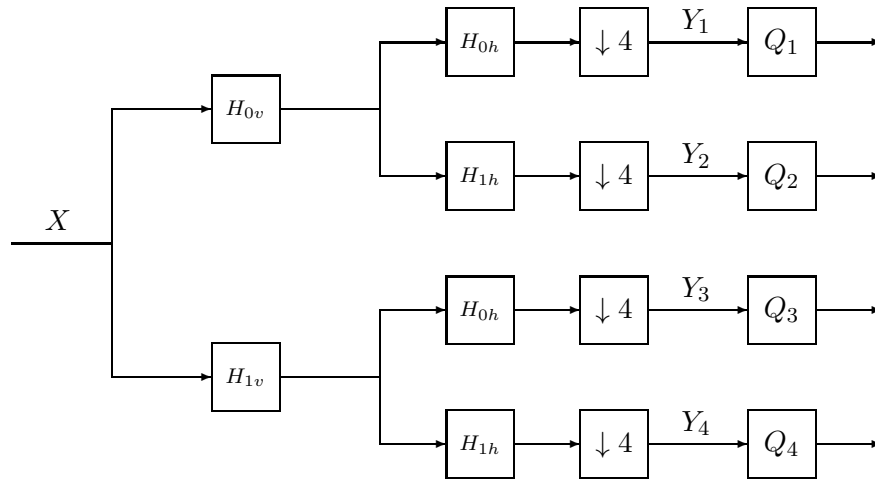 H₀ₕ ↓ 4 Y₁ Q₁
H₀ᵥ
H₁ₕ ↓ 4 Y₂ Q₂
X
H₀ₕ ↓ 4 Y₃ Q₃
H₁ᵥ
H₁ₕ ↓ 4 Y₄ Q₄